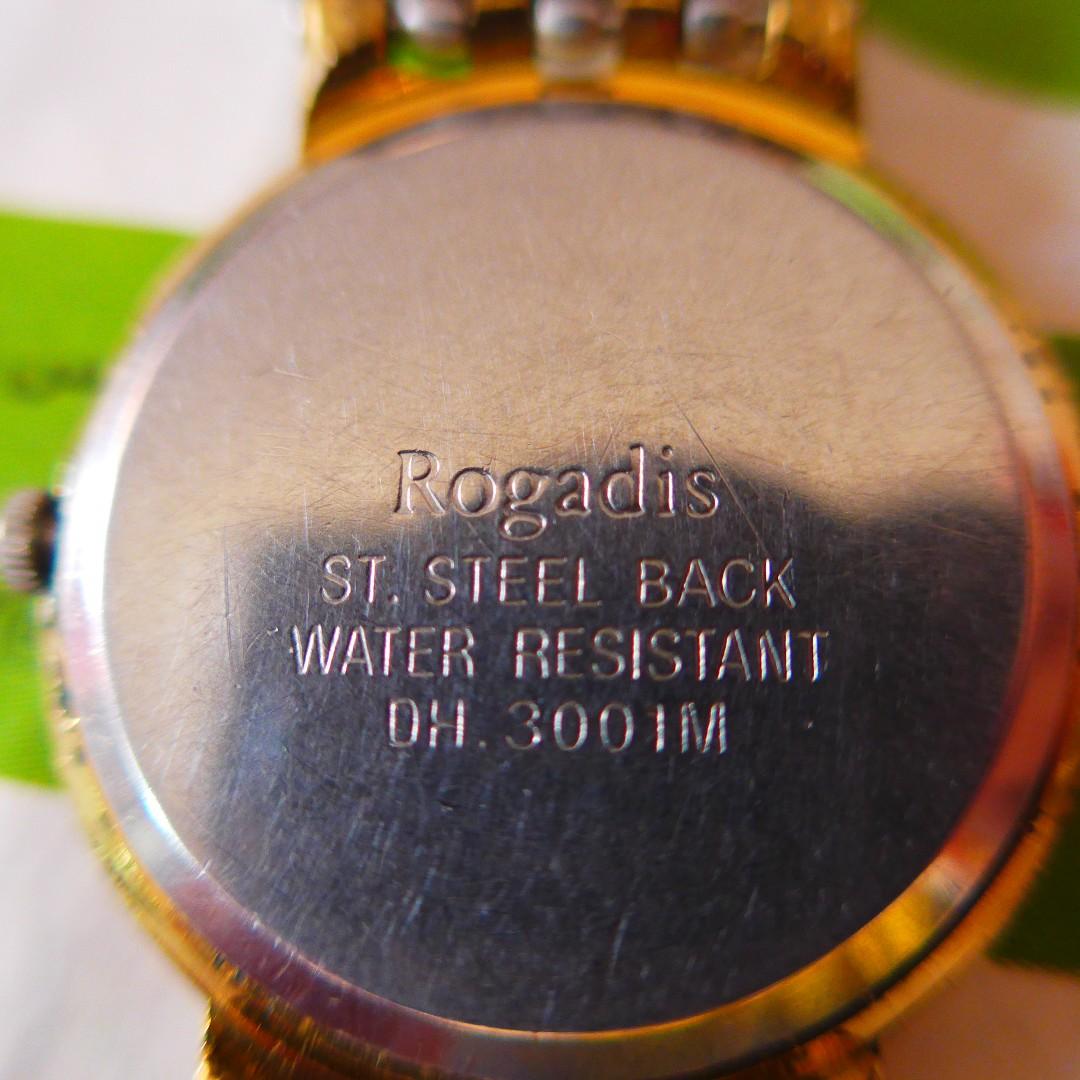 Rogadis
ST. STEEL BACK
WATER RESISTANT
DH. 3001M